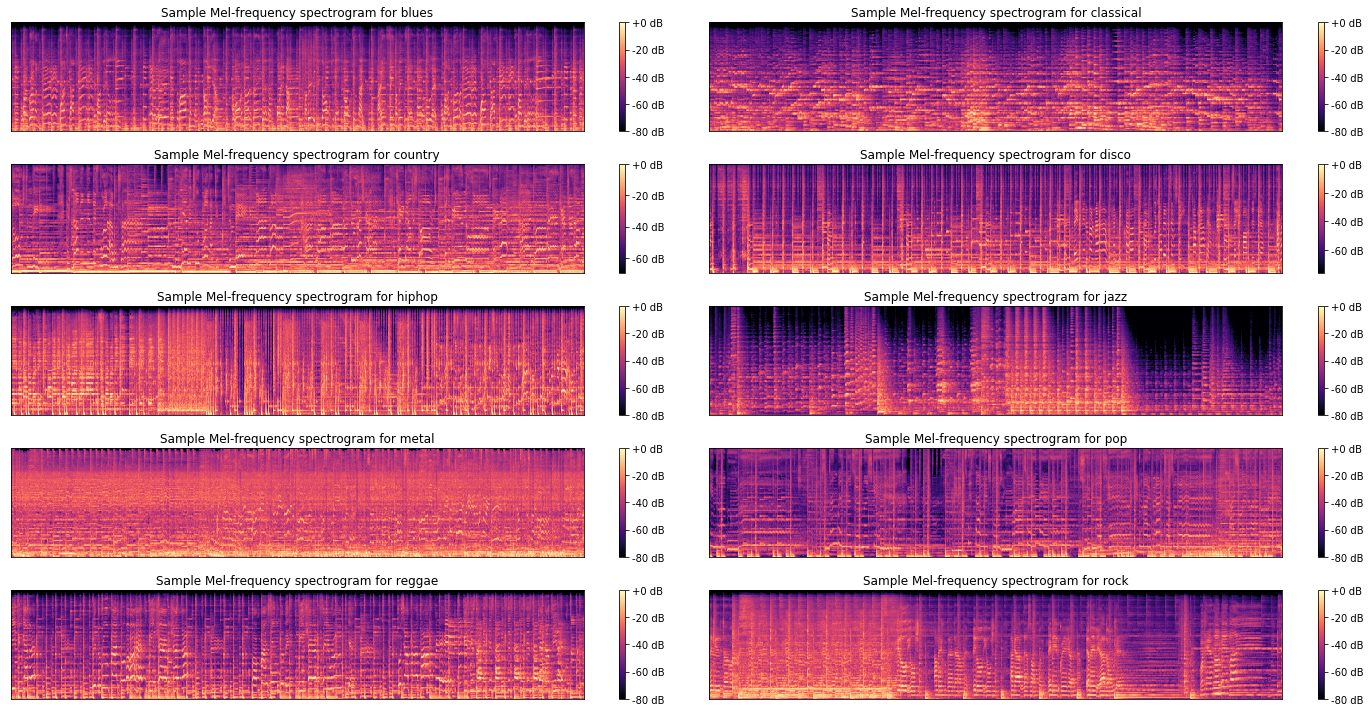 Sample Mel-frequency spectrogram for blues
+0 dB
-20 dB
-40 dB
-60 dB
-80 dB
Sample Mel-frequency spectrogram for classical
+0 dB
-20 dB
-40 dB
-60 dB
-80 dB
Sample Mel-frequency spectrogram for country
+0 dB
-20 dB
-40 dB
-60 dB
Sample Mel-frequency spectrogram for disco
+0 dB
-20 dB
-40 dB
-60 dB
Sample Mel-frequency spectrogram for hiphop
+0 dB
-20 dB
-40 dB
-60 dB
-80 dB
Sample Mel-frequency spectrogram for jazz
+0 dB
-20 dB
-40 dB
-60 dB
-80 dB
Sample Mel-frequency spectrogram for metal
+0 dB
-20 dB
-40 dB
-60 dB
-80 dB
Sample Mel-frequency spectrogram for pop
+0 dB
-20 dB
-40 dB
-60 dB
-80 dB
Sample Mel-frequency spectrogram for reggae
+0 dB
-20 dB
-40 dB
-60 dB
-80 dB
Sample Mel-frequency spectrogram for rock
+0 dB
-20 dB
-40 dB
-60 dB
-80 dB